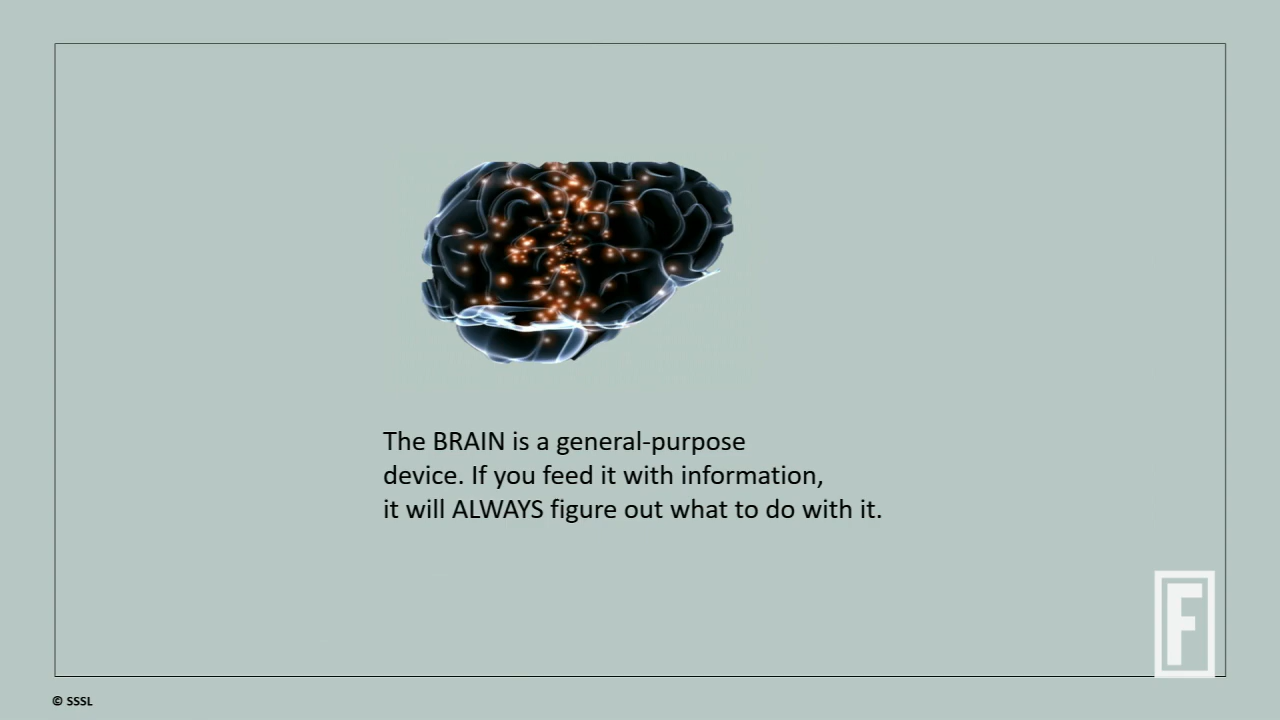 The BRAIN is a general-purpose
device. If you feed it with information,
it will ALWAYS figure out what to do with it.
F
© SSSL